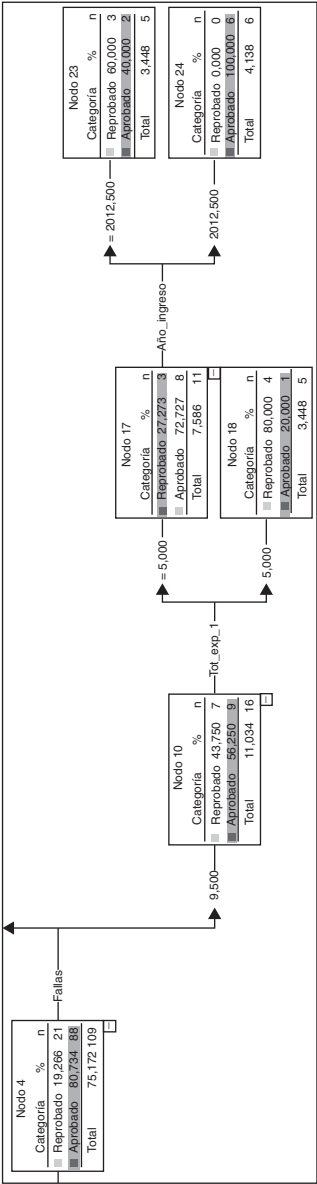 Nodo 4
Categoría % n
Reprobado 19,266 21
Aprobado 80,734 88
Total 75,172 109
Fallas
9,500
Nodo 10
Categoría % n
Reprobado 43,750 7
Aprobado 56,250 9
Total 11,034 16
Tot_exp_1
= 5,000
5,000
Nodo 17
Categoría % n
Reprobado 27,273 3
Aprobado 72,727 8
Total 7,586 11
Nodo 18
Categoría % n
Reprobado 80,000 4
Aprobado 20,000 1
Total 3,448 5
Año_ingreso
= 2012,500
2012,500
Nodo 23
Categoría % n
Reprobado 60,000 3
Aprobado 40,000 2
Total 3,448 5
Nodo 24
Categoría % n
Reprobado 0,000 0
Aprobado 100,000 6
Total 4,138 6